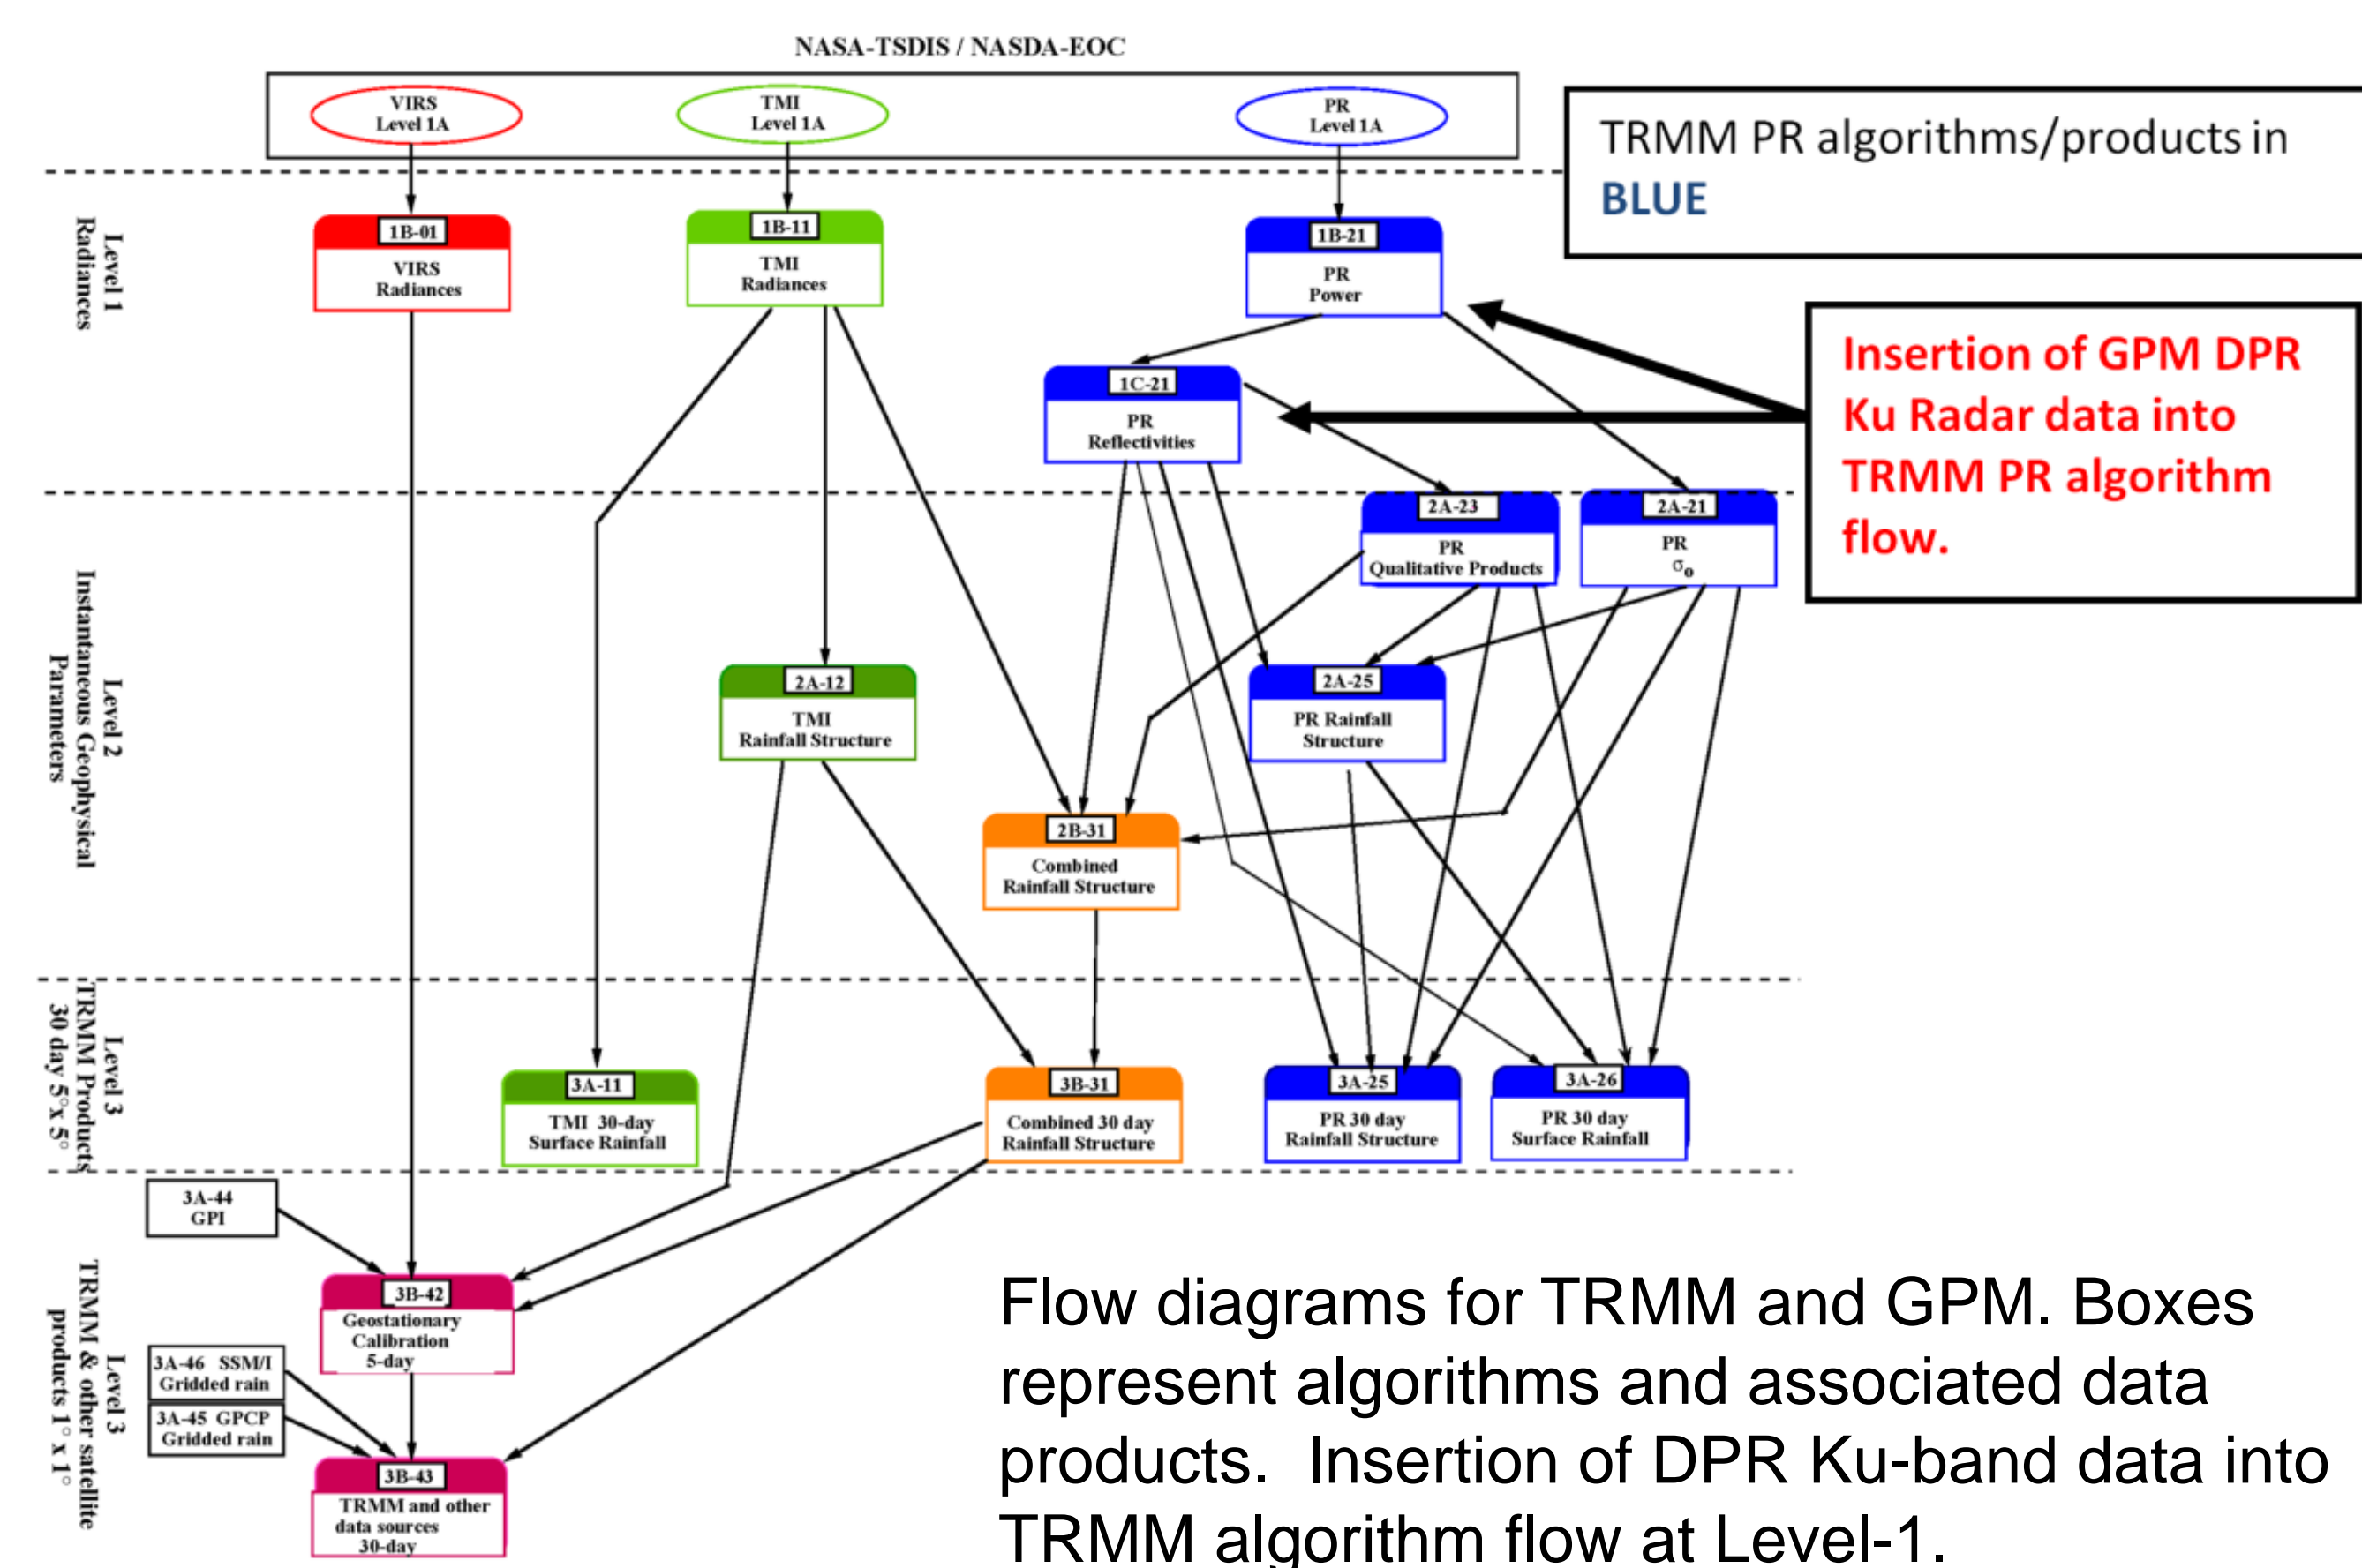 NASA-TSDIS / NASDA-EOC
VIRS
Level 1A
TMI
Level 1A
PR
Level 1A
TRMM PR algorithms/products in
BLUE
Level 1
Radiances
1B-01
VIRS
Radiances
1B-11
TMI
Radiances
1B-21
PR
Power
Insertion of GPM DPR
Ku Radar data into
TRMM PR algorithm
flow.
1C-21
PR
Reflectivities
Level 2
Instantaneous Geophysical
Parameters
2A-23
PR
Qualitative Products
2A-21
PR
σo
2A-12
TMI
Rainfall Structure
2A-25
PR Rainfall
Structure
2B-31
Combined
Rainfall Structure
Level 3
TRMM Products
30 day 5°x 5°
3A-11
TMI 30-day
Surface Rainfall
3B-31
Combined 30 day
Rainfall Structure
3A-25
PR 30 day
Rainfall Structure
3A-26
PR 30 day
Surface Rainfall
Level 3
TRMM & other satellite
products 1° x 1°
3A-44
GPI
3B-42
Geostationary
Calibration
5-day
3A-46 SSM/I
Gridded rain
3A-45 GPCP
Gridded rain
3B-43
TRMM and other
data sources
30-day
Flow diagrams for TRMM and GPM. Boxes
represent algorithms and associated data
products. Insertion of DPR Ku-band data into
TRMM algorithm flow at Level-1.